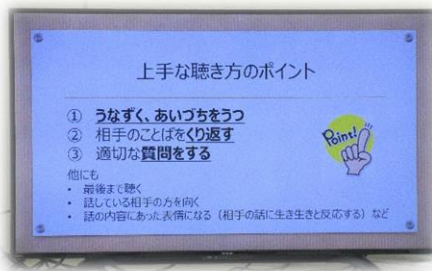 上手な聴き方のポイント
① うなずく、あいづちをうつ
② 相手のことばをくり返す
③ 適切な質問をする
Point!
他にも
・ 最後まで聴く
・ 話している相手の方を向く
・ 話の内容にあった表情になる（相手の話に生き生きと反応する）など